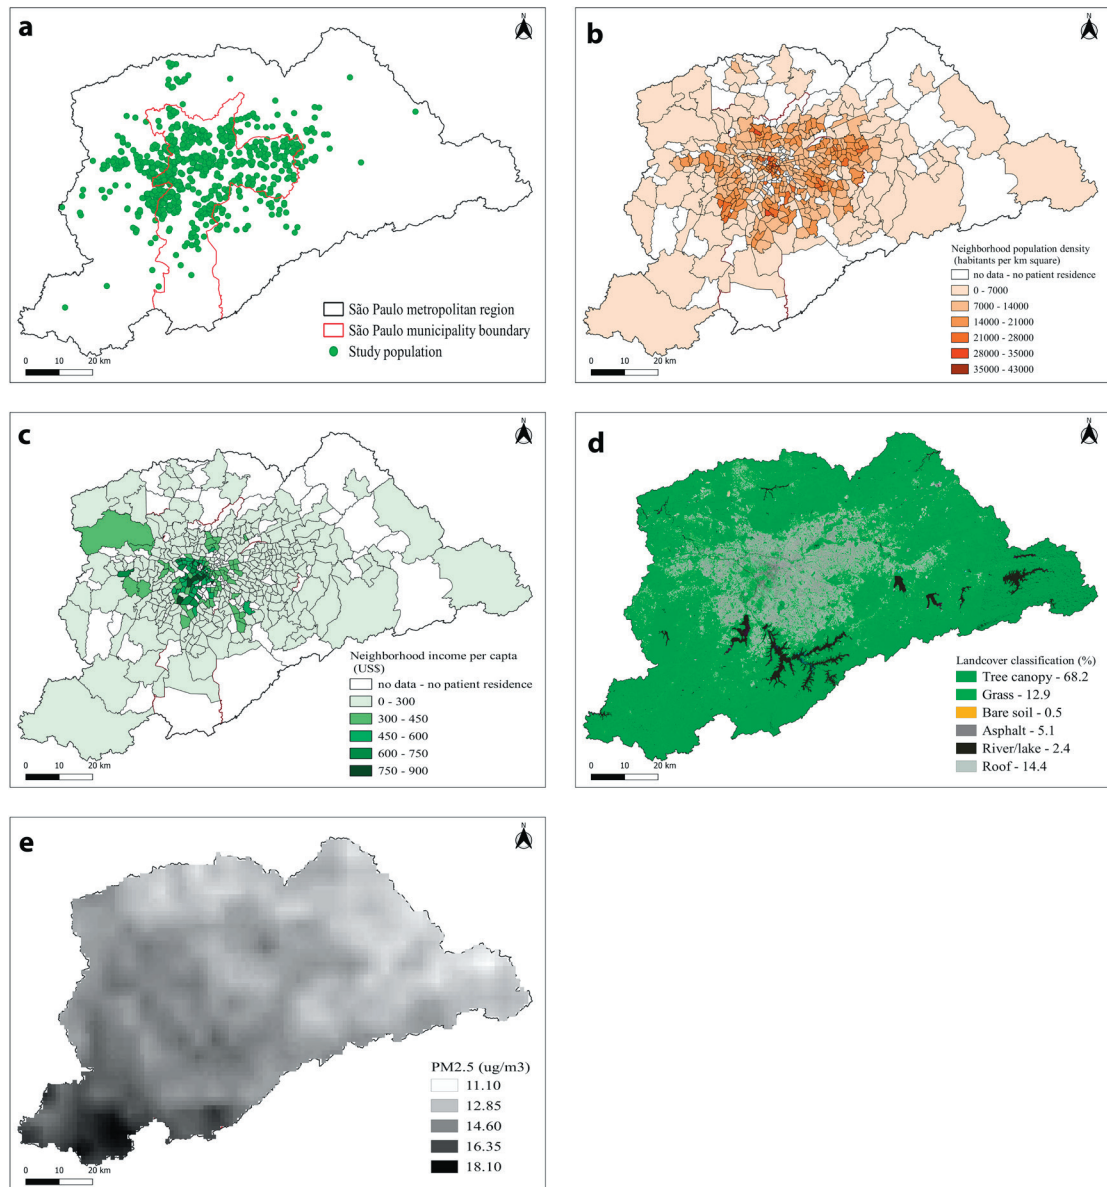 a
N
São Paulo metropolitan region
São Paulo municipality boundary
Study population
0 10 20 km
b
N
Neighborhood population density
(habitants per km square)
no data - no patient residence
0 - 7000
7000 - 14000
14000 - 21000
21000 - 28000
28000 - 35000
35000 - 43000
0 10 20 km
c
N
Neighborhood income per capta
(US$)
no data - no patient residence
0 - 300
300 - 450
450 - 600
600 - 750
750 - 900
0 10 20 km
d
N
Landcover classification (%)
Tree canopy - 68.2
Grass - 12.9
Bare soil - 0.5
Asphalt - 5.1
River/lake - 2.4
Roof - 14.4
0 10 20 km
e
N
PM2.5 (ug/m3)
11.10
12.85
14.60
16.35
18.10
0 10 20 km